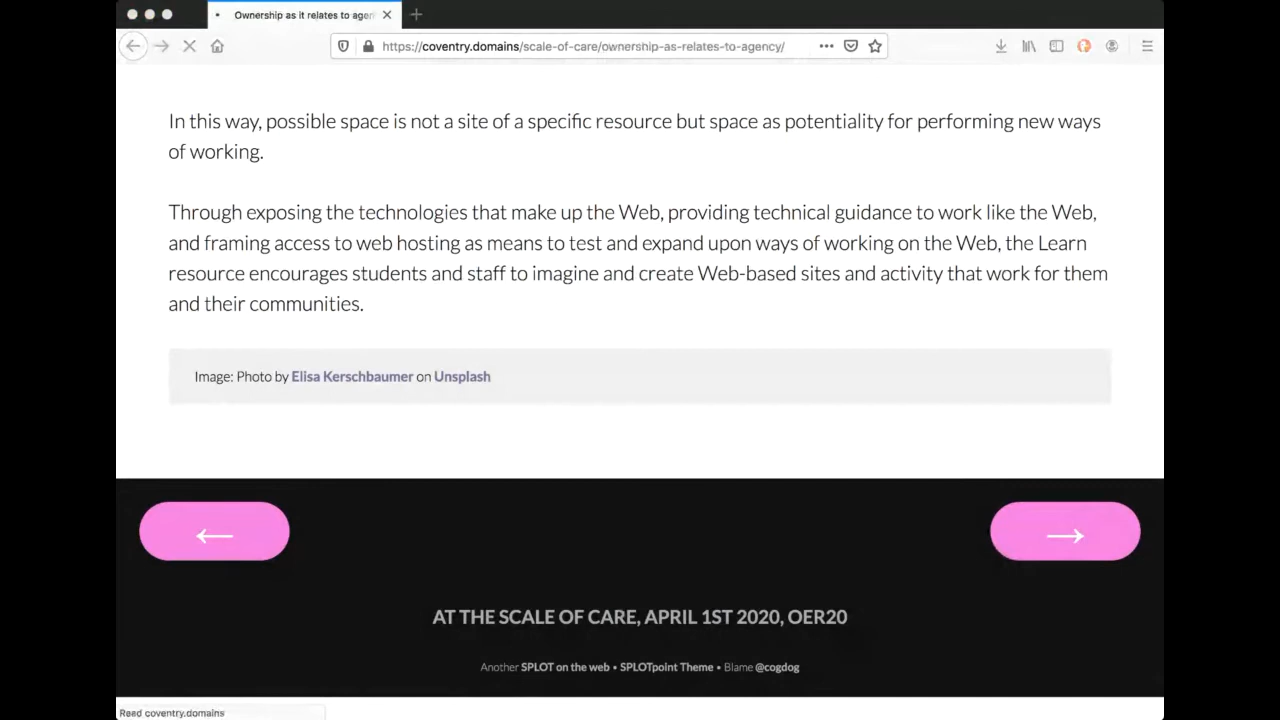 Ownership as it relates to agen
https://coventry.domains/scale-of-care/ownership-as-relates-to-agency/
In this way, possible space is not a site of a specific resource but space as potentiality for performing new ways
of working.
Through exposing the technologies that make up the Web, providing technical guidance to work like the Web,
and framing access to web hosting as means to test and expand upon ways of working on the Web, the Learn
resource encourages students and staff to imagine and create Web-based sites and activity that work for them
and their communities.
Image: Photo by Elisa Kerschbaumer on Unsplash
← →
AT THE SCALE OF CARE, APRIL 1ST 2020, OER20
Another SPLOT on the web • SPLOTpoint Theme • Blame @cogdog
Read coventry.domains